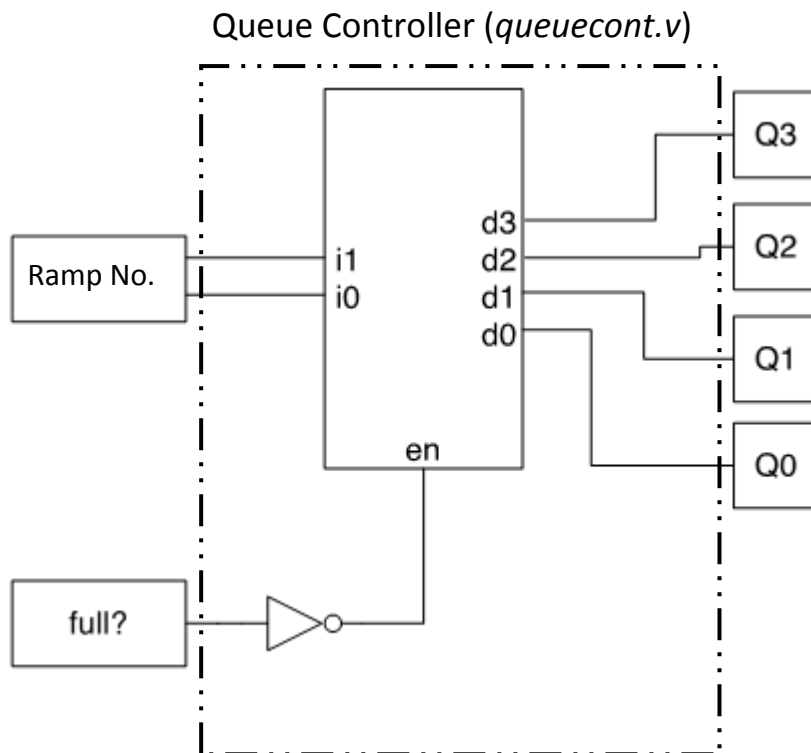 Queue Controller (queuecont.v)
Q3
d3
Q2
Ramp No.
i1
d2
i0
d1
d0
Q1
en
Q0
full?